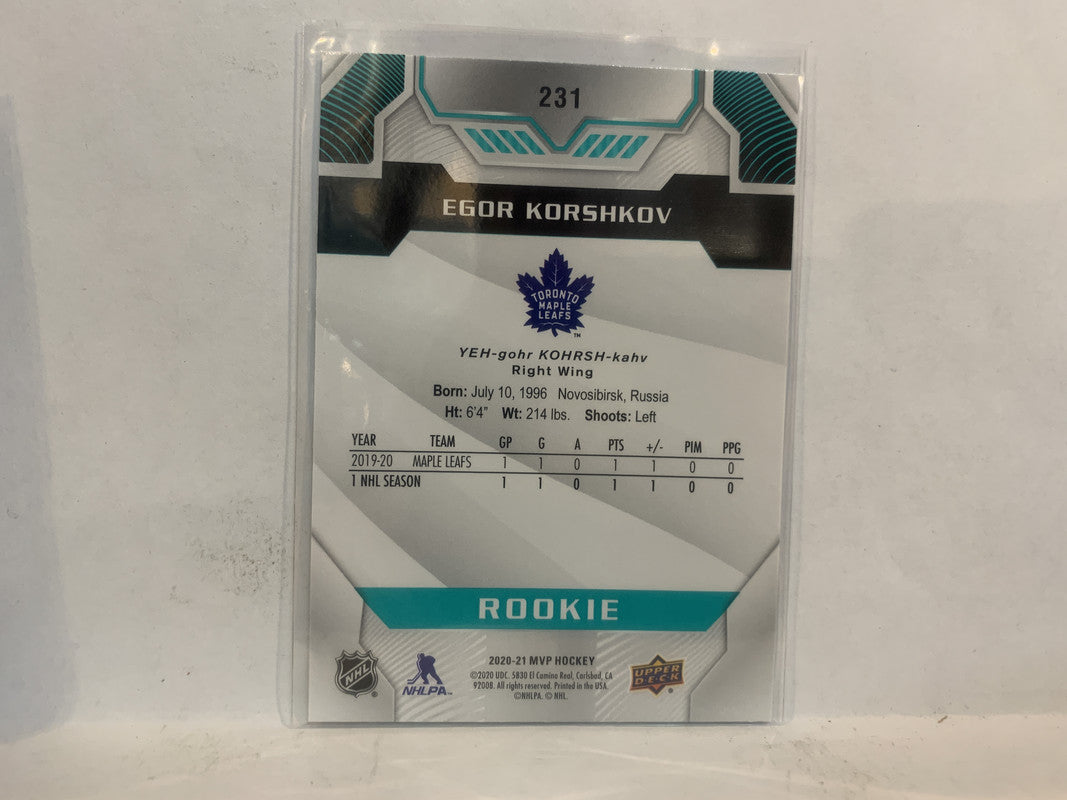 231
EGOR KORSHKOV
TORONTO
MAPLE
LEAFS
TM
YEH-gohr KOHRSH-kahv
Right Wing
Born: July 10, 1996 Novosibirsk, Russia
Ht: 6'4" Wt: 214 lbs. Shoots: Left
YEAR TEAM GP G A PTS +/- PIM PPG
2019-20 MAPLE LEAFS 1 1 0 1 1 0 0
1 NHL SEASON 1 1 0 1 1 0 0
ROOKIE
NHL ®
NHLPA™
2020-21 MVP HOCKEY
©2020 UDC. 5830 El Camino Real, Carlsbad, CA
92008. All rights reserved. Printed in the USA.
©NHLPA. © NHL.
UPPER
DECK